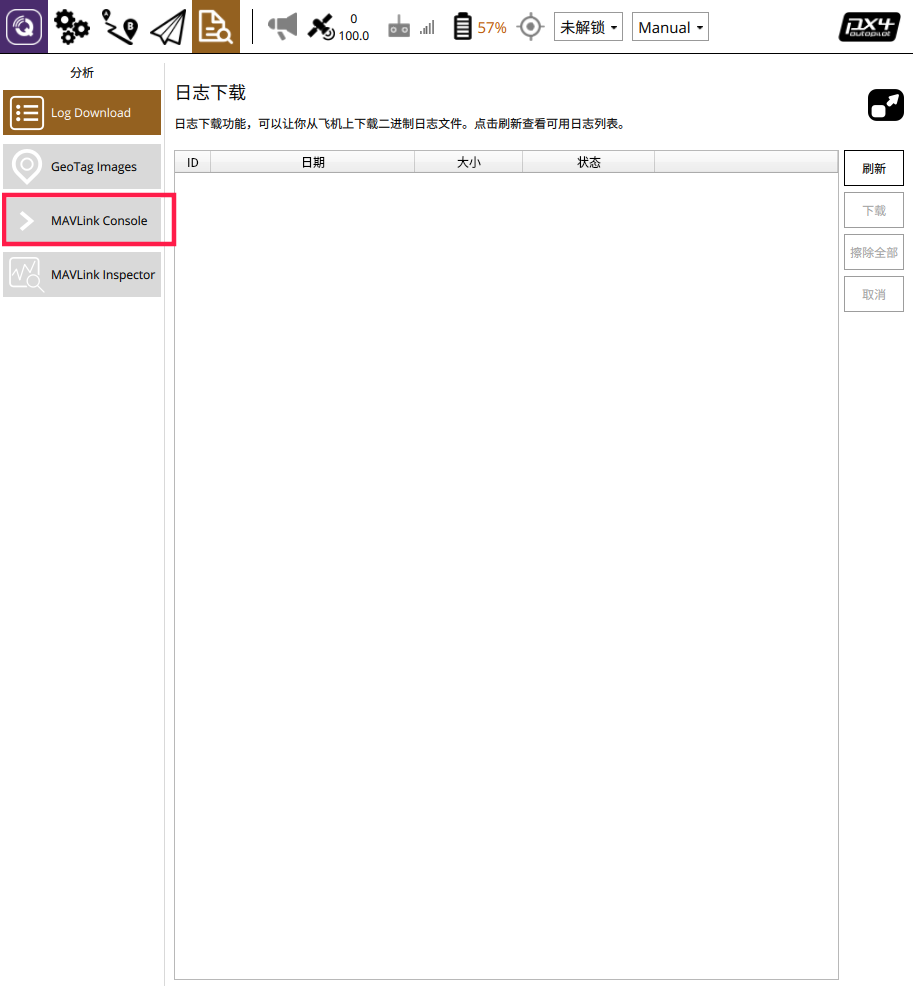 B
0
100.0
57%
未解锁
Manual
PX4
autopilot
分析
Log Download
GeoTag Images
MAVLink Console
MAVLink Inspector
日志下载
日志下载功能，可以让你从飞机上下载二进制日志文件。点击刷新查看可用日志列表。
ID 日期 大小 状态
刷新
下载
擦除全部
取消